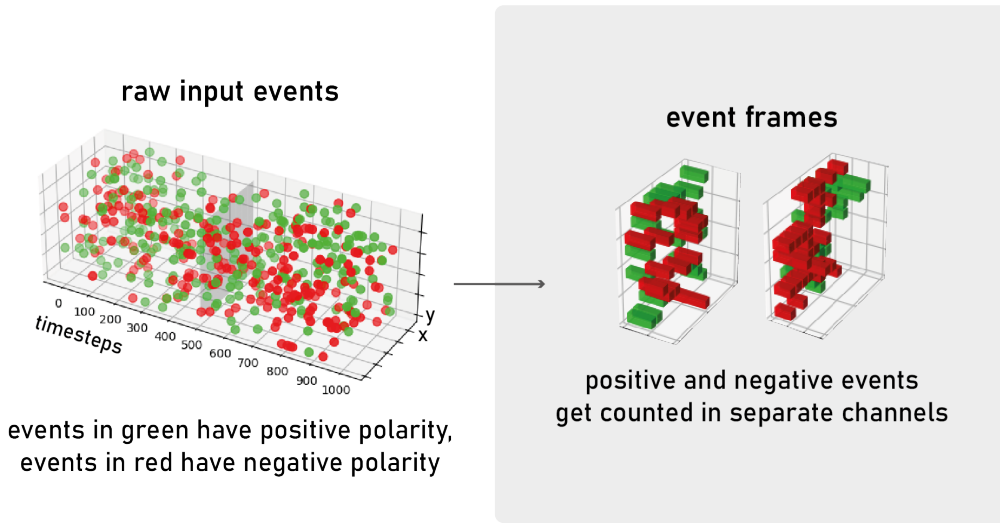 raw input events
0
100
200
300
400
500
600
700
800
900
1000
timesteps
y
x
events in green have positive polarity,
events in red have negative polarity
event frames
positive and negative events
get counted in separate channels